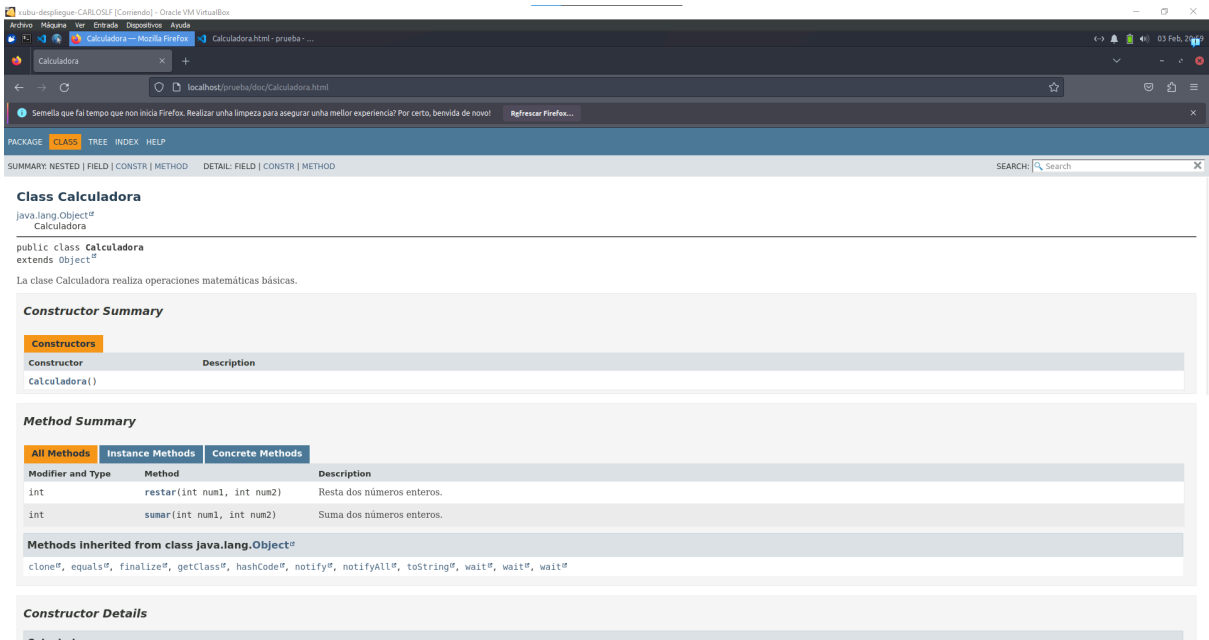 xubu-despliegue-CARLOSLF [Corriendo] - Oracle VM VirtualBox
Archivo Máquina Ver Entrada Dispositivos Ayuda
Calculadora — Mozilla Firefox Calculadora.html - prueba - ...
03 Feb,
Calculadora
localhost/prueba/doc/Calculadora.html
Semella que fai tempo que non inicia Firefox. Realizar unha limpeza para asegurar unha mellor experiencia? Por certo, benvida de novo! Refrescar Firefox...
PACKAGE CLASS TREE INDEX HELP
SUMMARY: NESTED | FIELD | CONSTR | METHOD DETAIL: FIELD | CONSTR | METHOD SEARCH: Search
Class Calculadora
java.lang.Object
Calculadora
public class Calculadora
extends Object
La clase Calculadora realiza operaciones matemáticas básicas.
Constructor Summary
Constructors
Constructor Description
Calculadora()
Method Summary
All Methods Instance Methods Concrete Methods
Modifier and Type Method Description
int restar(int num1, int num2) Resta dos números enteros.
int sumar(int num1, int num2) Suma dos números enteros.
Methods inherited from class java.lang.Object
clone, equals, finalize, getClass, hashCode, notify, notifyAll, toString, wait, wait, wait
Constructor Details